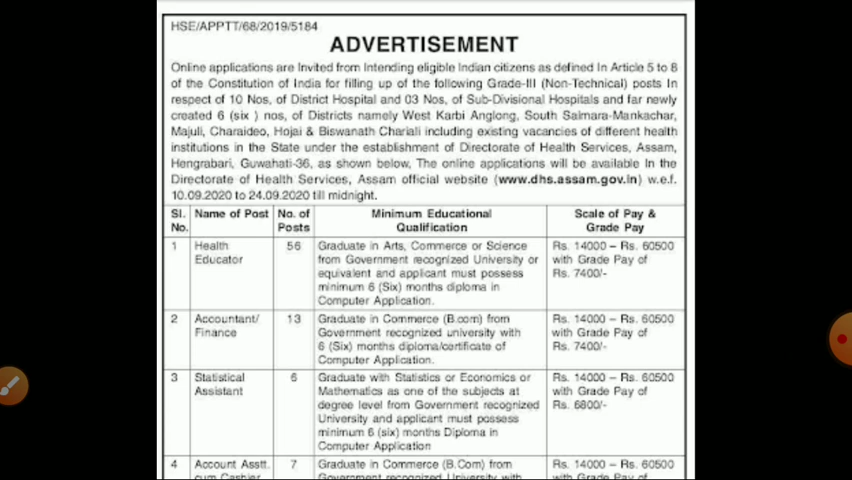 HSE/APPTT/68/2019/5184
ADVERTISEMENT
Online applications are Invited from Intending eligible Indian citizens as defined In Article 5 to 8
of the Constitution of India for filling up of the following Grade-III (Non-Technical) posts In
respect of 10 Nos, of District Hospital and 03 Nos, of Sub-Divisional Hospitals and far newly
created 6 (six ) nos, of Districts namely West Karbi Anglong, South Salmara-Mankachar,
Majuli, Charaideo, Hojai & Biswanath Chariali including existing vacancies of different health
institutions in the State under the establishment of Directorate of Health Services, Assam,
Hengrabari, Guwahati-36, as shown below, The online applications will be available In the
Directorate of Health Services, Assam official website (www.dhs.assam.gov.in) w.e.f.
10.09.2020 to 24.09.2020 till midnight.
Sl. No. Name of Post No. of Posts Minimum Educational Qualification Scale of Pay & Grade Pay
1 Health Educator 56 Graduate in Arts, Commerce or Science
from Government recognized University or
equivalent and applicant must possess
minimum 6 (Six) months diploma in
Computer Application.
Rs. 14000 – Rs. 60500
with Grade Pay of
Rs. 7400/-
2 Accountant/ Finance 13 Graduate in Commerce (B.com) from
Government recognized university with
6 (Six) months diploma/certificate of
Computer Application.
Rs. 14000 – Rs. 60500
with Grade Pay of
Rs. 7400/-
3 Statistical Assistant 6 Graduate with Statistics or Economics or
Mathematics as one of the subjects at
degree level from Government recognized
University and applicant must possess
minimum 6 (six) months Diploma in
Computer Application
Rs. 14000 – Rs. 60500
with Grade Pay of
Rs. 6800/-
4 Account Asstt. cum Cashier 7 Graduate in Commerce (B.Com) from
Government recognized University with
Rs. 14000 – Rs. 60500
with Grade Pay of